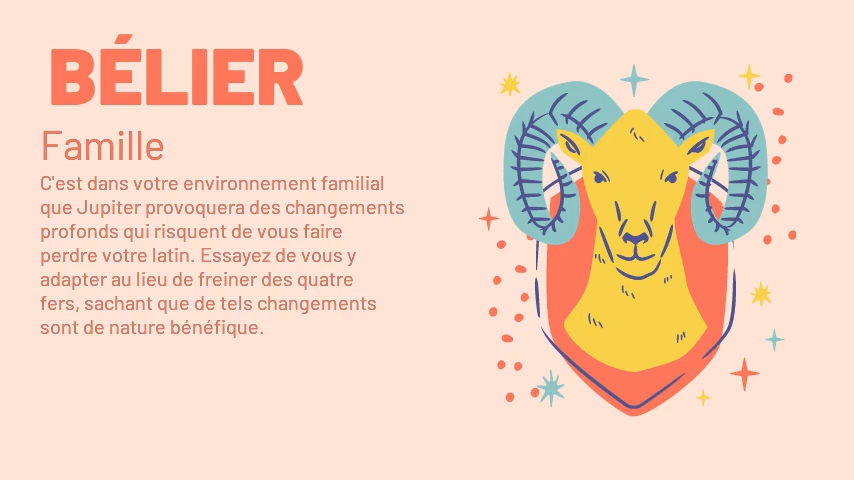 BÉLIER
Famille
C'est dans votre environnement familial
que Jupiter provoquera des changements
profonds qui risquent de vous faire
perdre votre latin. Essayez de vous y
adapter au lieu de freiner des quatre
fers, sachant que de tels changements
sont de nature bénéfique.